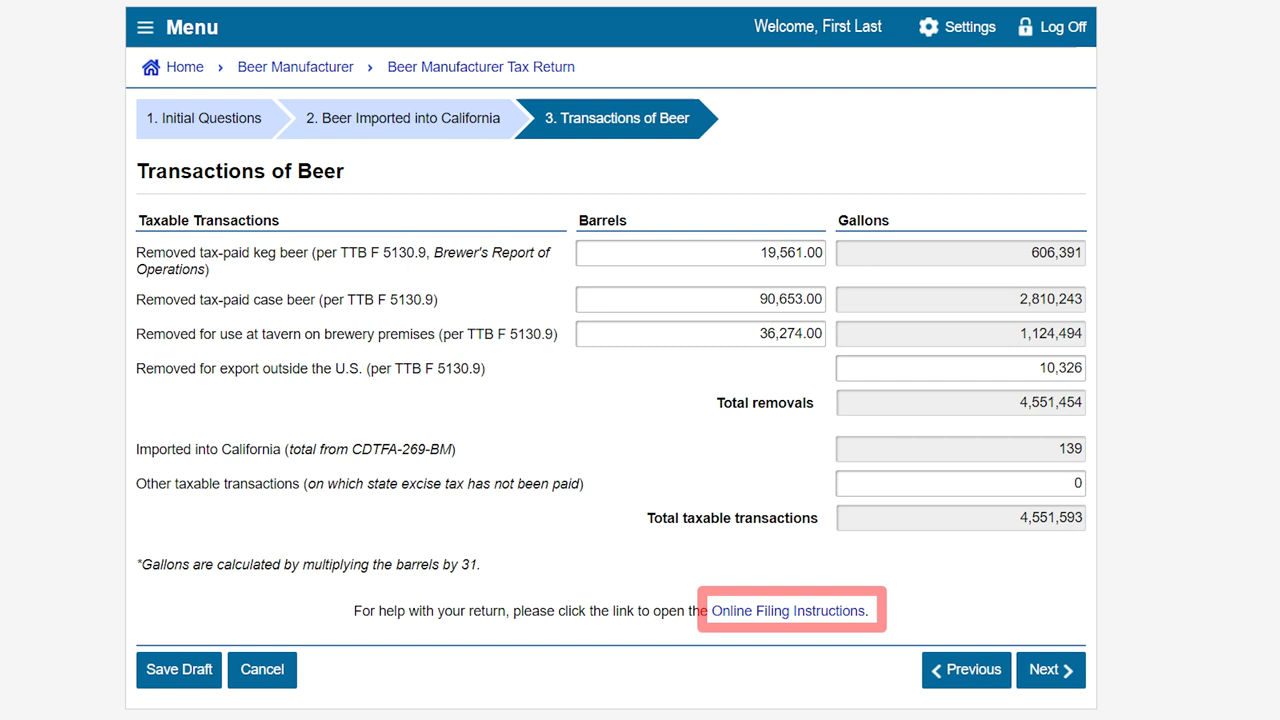 Menu Welcome, First Last Settings Log Off
Home › Beer Manufacturer › Beer Manufacturer Tax Return
1. Initial Questions 2. Beer Imported into California 3. Transactions of Beer
Transactions of Beer
Taxable Transactions Barrels Gallons
Removed tax-paid keg beer (per TTB F 5130.9, Brewer's Report of 19,561.00 606,391
Operations)
Removed tax-paid case beer (per TTB F 5130.9) 90,653.00 2,810,243
Removed for use at tavern on brewery premises (per TTB F 5130.9) 36,274.00 1,124,494
Removed for export outside the U.S. (per TTB F 5130.9) 10,326
Total removals 4,551,454
Imported into California (total from CDTFA-269-BM) 139
Other taxable transactions (on which state excise tax has not been paid) 0
Total taxable transactions 4,551,593
*Gallons are calculated by multiplying the barrels by 31.
For help with your return, please click the link to open the Online Filing Instructions.
Save Draft Cancel Previous Next